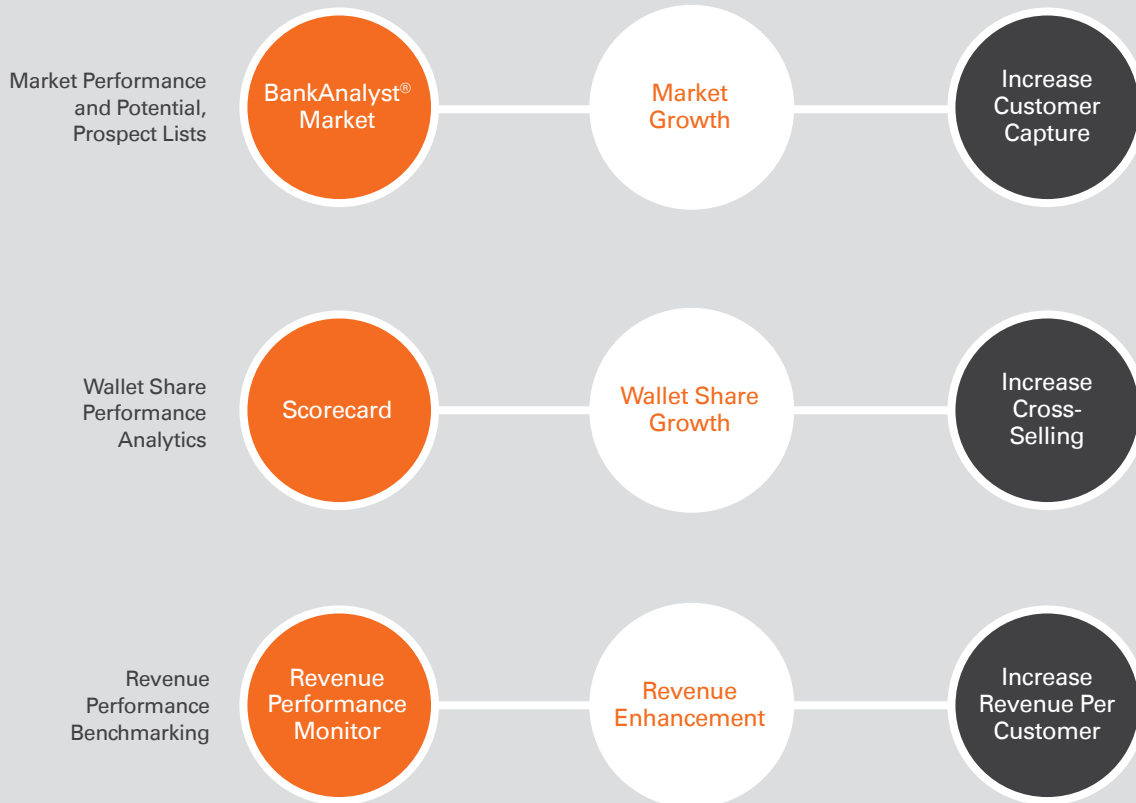 Market Performance
and Potential,
Prospect Lists
BankAnalyst®
Market
Market
Growth
Increase
Customer
Capture
Wallet Share
Performance
Analytics
Scorecard
Wallet Share
Growth
Increase
Cross-
Selling
Revenue
Performance
Benchmarking
Revenue
Performance
Monitor
Revenue
Enhancement
Increase
Revenue Per
Customer